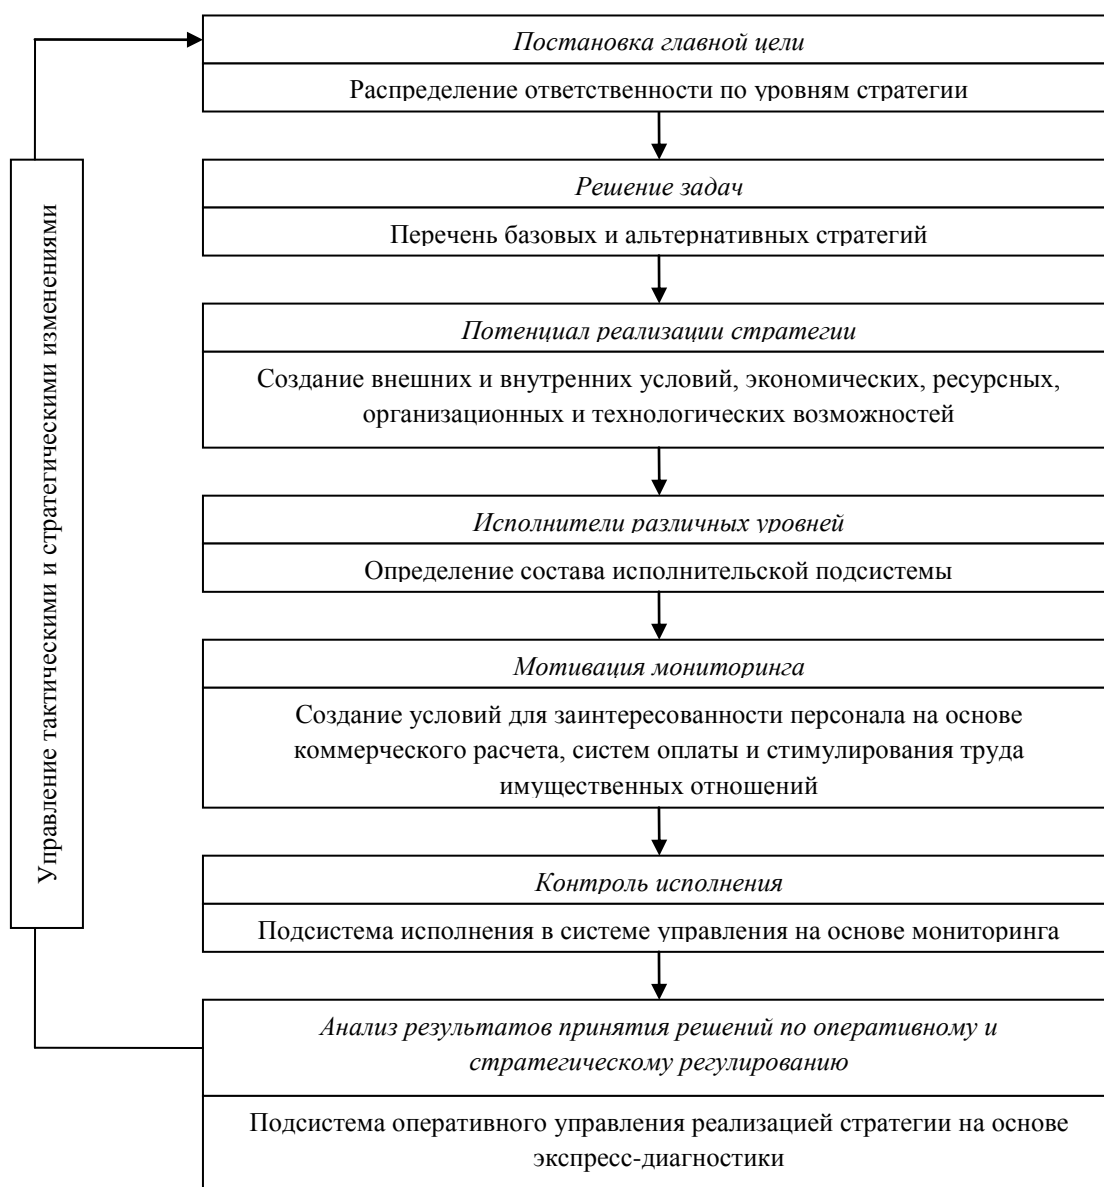 Постановка главной цели
Распределение ответственности по уровням стратегии
Решение задач
Перечень базовых и альтернативных стратегий
Потенциал реализации стратегии
Создание внешних и внутренних условий, экономических, ресурсных,
организационных и технологических возможностей
Исполнители различных уровней
Определение состава исполнительской подсистемы
Мотивация мониторинга
Создание условий для заинтересованности персонала на основе
коммерческого расчета, систем оплаты и стимулирования труда
имущественных отношений
Контроль исполнения
Подсистема исполнения в системе управления на основе мониторинга
Анализ результатов принятия решений по оперативному и
стратегическому регулированию
Подсистема оперативного управления реализацией стратегии на основе
экспресс-диагностики
Управление тактическими и стратегическими изменениями